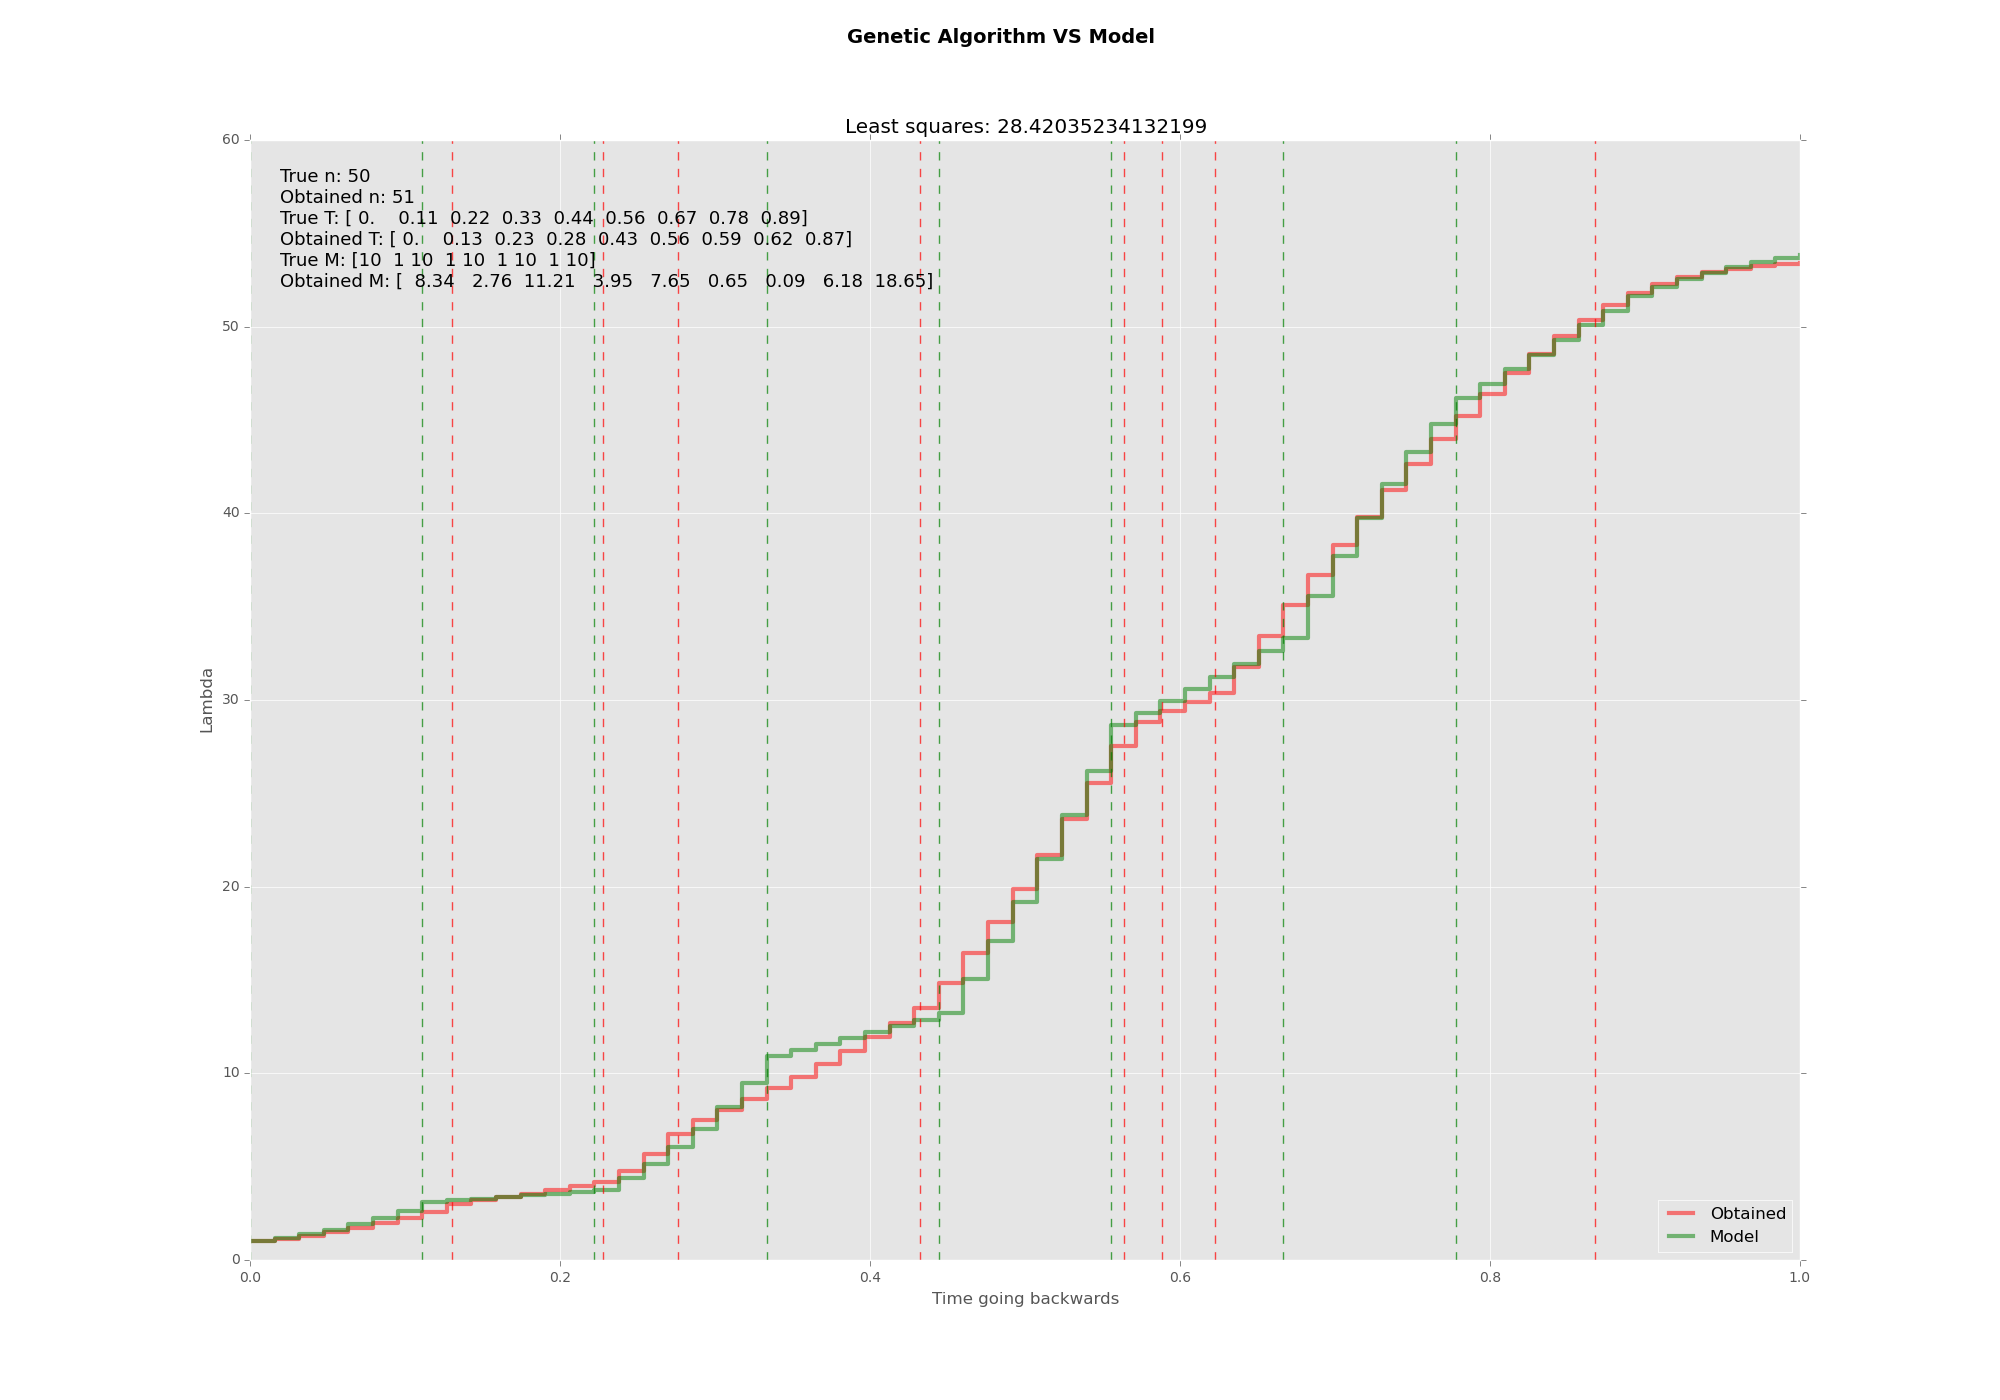 Genetic Algorithm VS Model
Least squares: 28.42035234132199
True n: 50
Obtained n: 51
True T: [ 0.    0.11  0.22  0.33  0.44  0.56  0.67  0.78  0.89]
Obtained T: [ 0.    0.13  0.23  0.28  0.43  0.56  0.59  0.62  0.87]
True M: [10  1 10  1 10  1 10  1 10]
Obtained M: [  8.34   2.76  11.21   3.95   7.65   0.65   0.09   6.18  18.65]
60
50
40
30
20
10
0
Lambda
0.0 0.2 0.4 0.6 0.8 1.0
Time going backwards
Obtained
Model